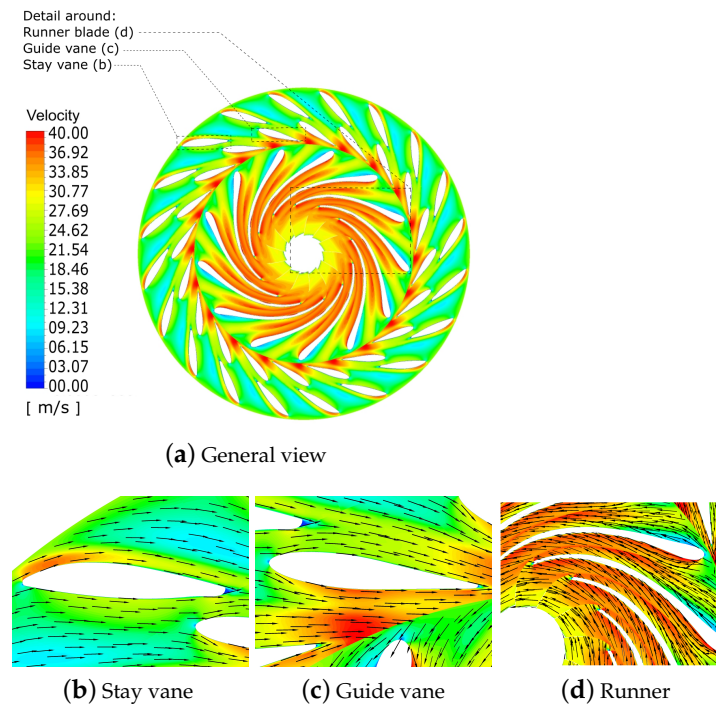 Detail around:
Runner blade (d)
Guide vane (c)
Stay vane (b)
Velocity
40.00
36.92
33.85
30.77
27.69
24.62
21.54
18.46
15.38
12.31
09.23
06.15
03.07
00.00
[ m/s ]
(a) General view
(b) Stay vane
(c) Guide vane
(d) Runner